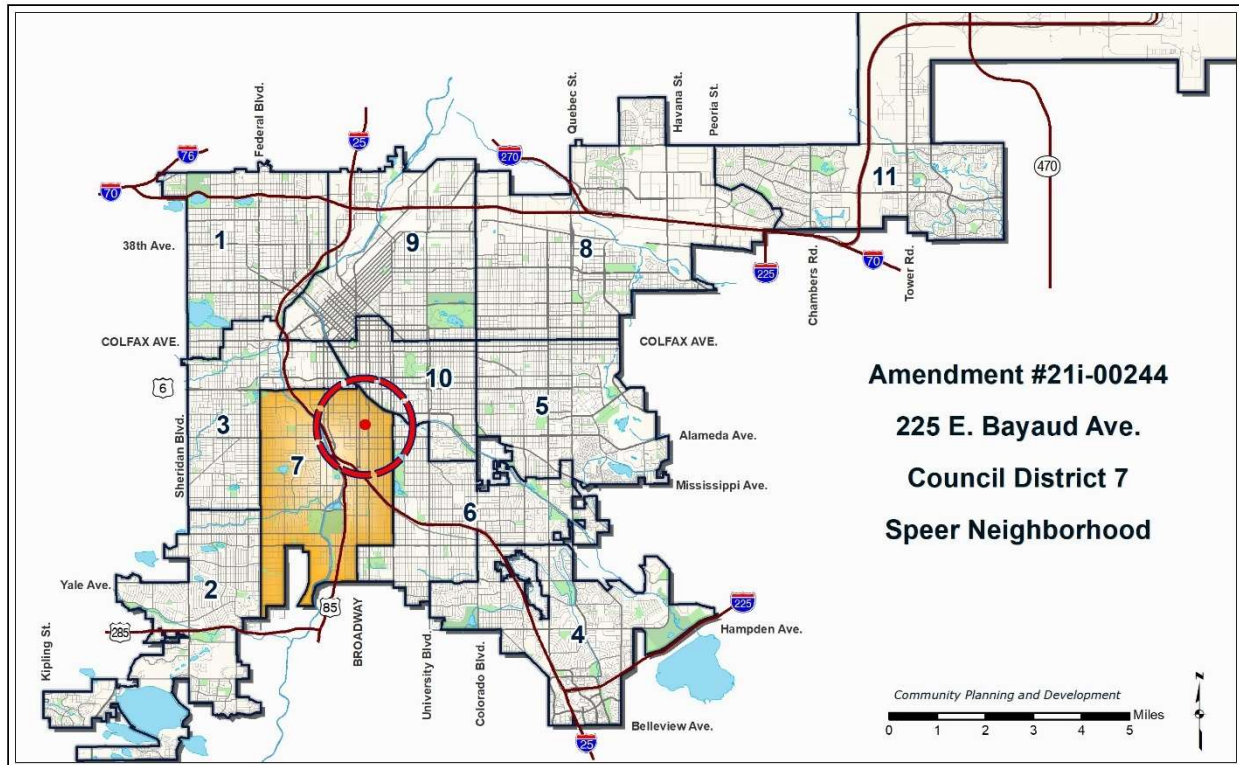 Federal Blvd.
Quebec St.
Havana St.
Peoria St.
76
25
270
70
470
1
9
8
11
38th Ave.
225
70
Chambers Rd.
Tower Rd.
COLFAX AVE.
COLFAX AVE.
6
10
3
5
7
Sheridan Blvd.
Alameda Ave.
Mississippi Ave.
6
Amendment #21i-00244
225 E. Bayaud Ave.
Council District 7
Speer Neighborhood
Yale Ave.
2
85
285
BROADWAY
University Blvd.
Colorado Blvd.
4
225
Hampden Ave.
Kipling St.
Belleview Ave.
25
Community Planning and Development
Miles
0 1 2 3 4 5
N